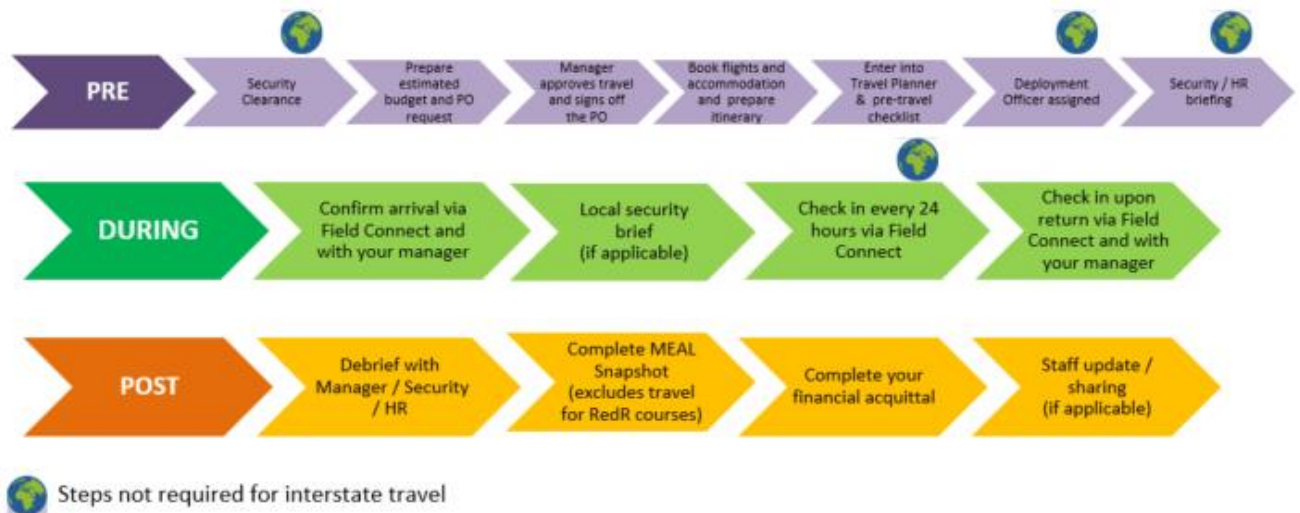 PRE
Security
Clearance
Prepare
estimated
budget and PO
request
Manager
approves travel
and signs off
the PO
Book flights and
accommodation
and prepare
itinerary
Enter into
Travel Planner
& pre-travel
checklist
Deployment
Officer assigned
Security / HR
briefing
DURING
Confirm arrival via
Field Connect and
with your manager
Local security
brief
(if applicable)
Check in every 24
hours via Field
Connect
Check in upon
return via Field
Connect and with
your manager
POST
Debrief with
Manager / Security
/ HR
Complete MEAL
Snapshot
(excludes travel
for RedR courses)
Complete your
financial acquittal
Staff update /
sharing
(if applicable)
Steps not required for interstate travel